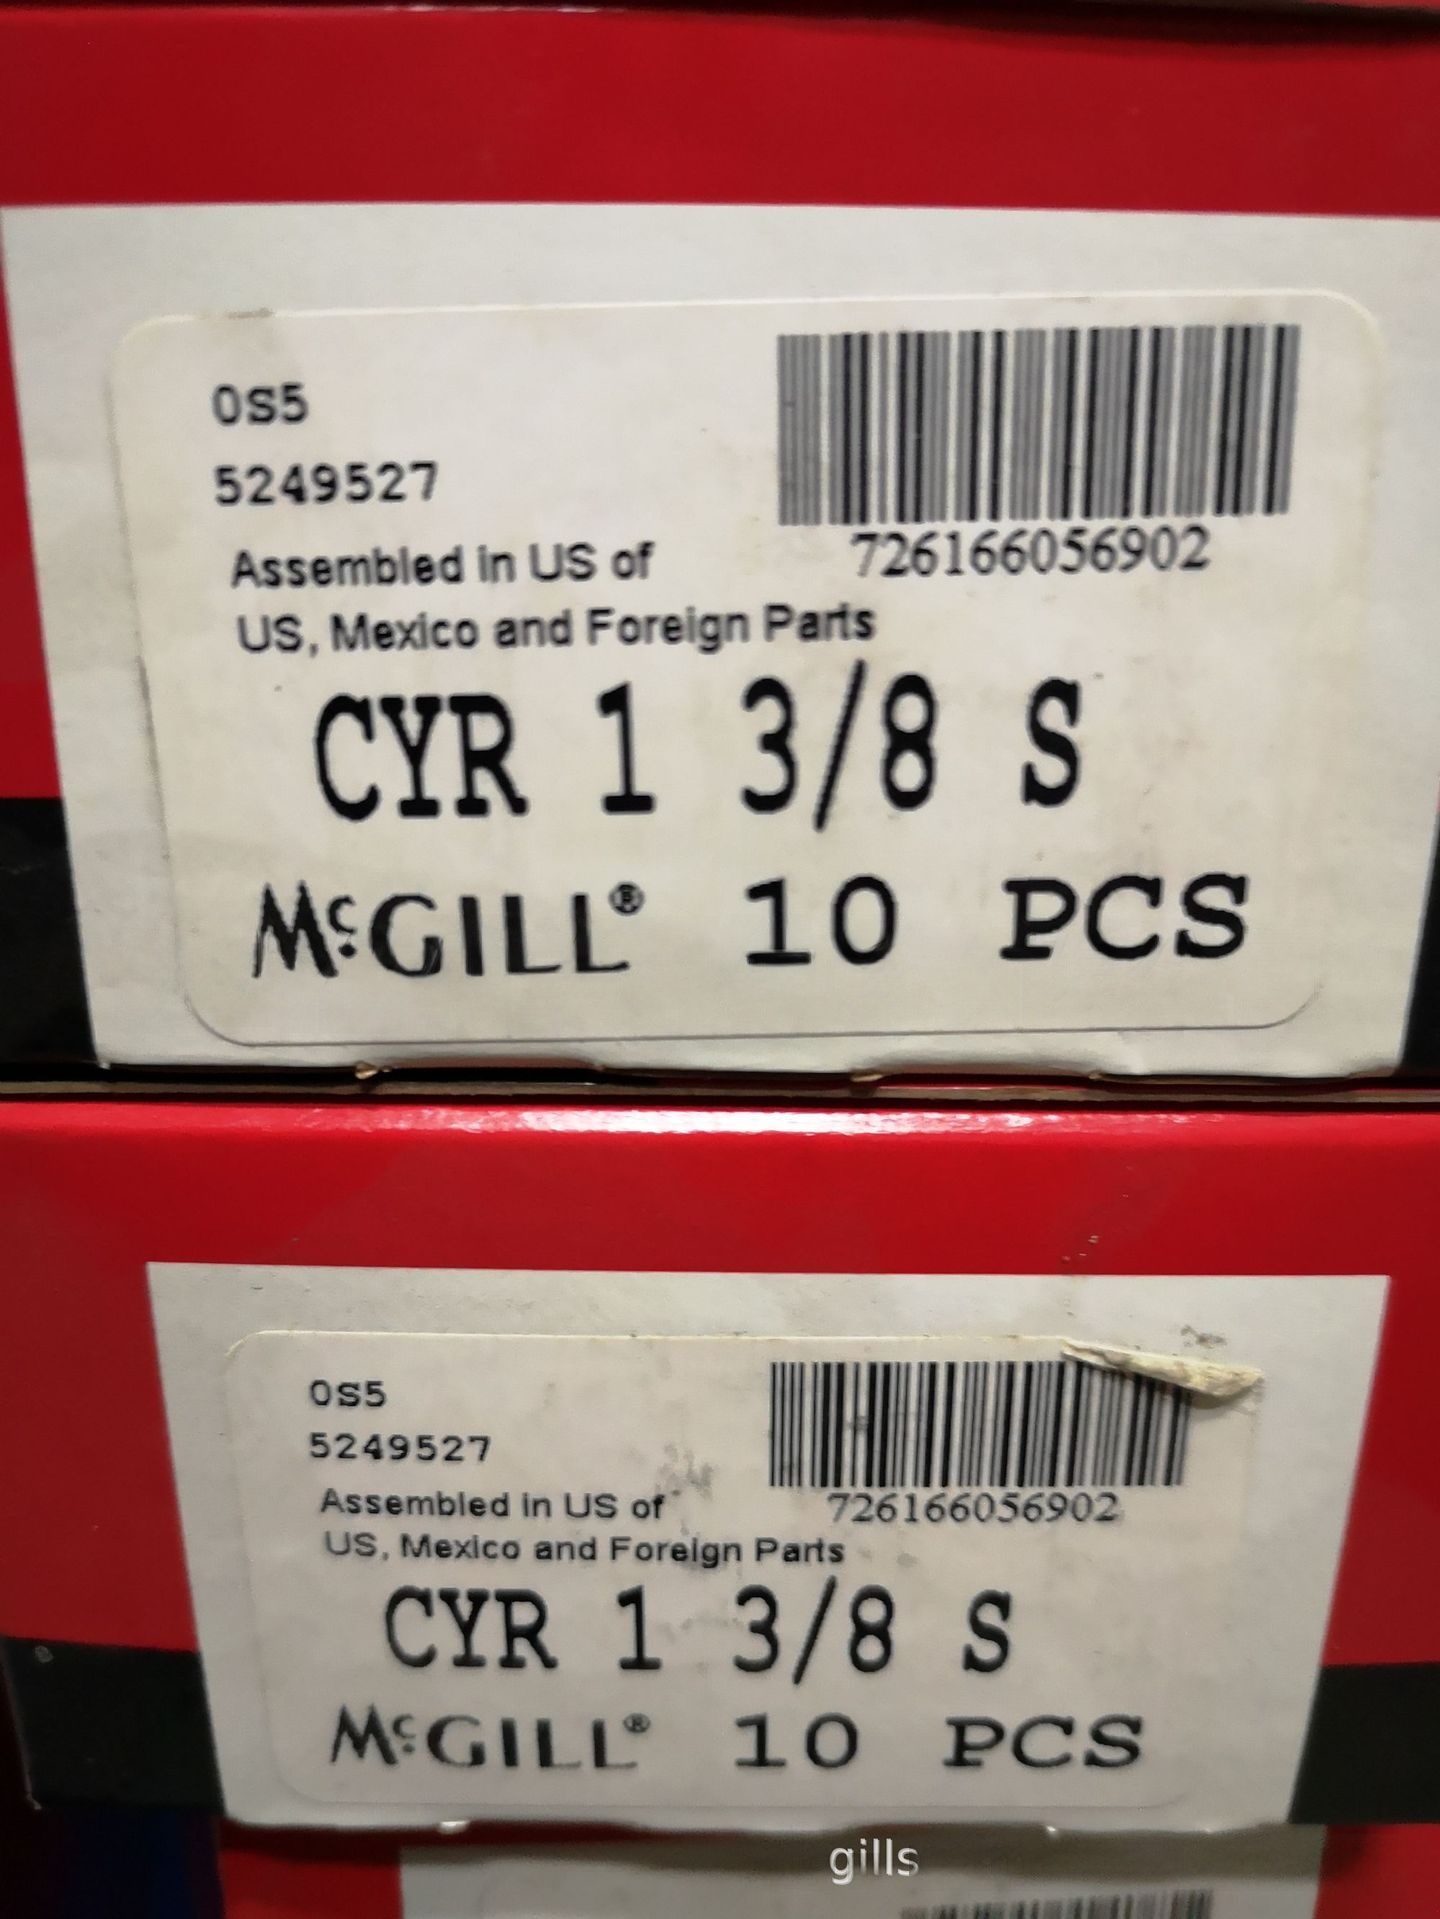 0S5
5249527
726166056902
Assembled in US of
US, Mexico and Foreign Parts
CYR 1 3/8 S
McGILL® 10 PCS
0S5
5249527
726166056902
Assembled in US of
US, Mexico and Foreign Parts
CYR 1 3/8 S
McGILL® 10 PCS
gills